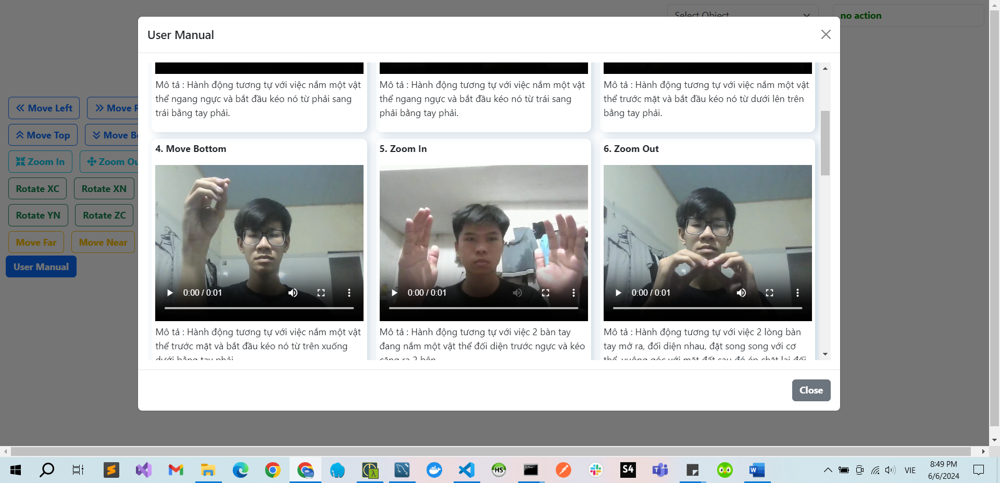 Select Object
no action
User Manual
Mô tả : Hành động tương tự với việc nắm một vật
thể ngang ngực và bắt đầu kéo nó từ phải sang
trái bằng tay phải.
Mô tả : Hành động tương tự với việc nắm một vật
thể ngang ngực và bắt đầu kéo nó từ trái sang
phải bằng tay phải.
Mô tả : Hành động tương tự với việc nắm một vật
thể trước mặt và bắt đầu kéo nó từ dưới lên trên
bằng tay phải.
Move Left
Move R
Move Top
Move Bo
Zoom In
Zoom Ou
Rotate XC
Rotate XN
Rotate YN
Rotate ZC
Move Far
Move Near
User Manual
4. Move Bottom
0:00 / 0:01
Mô tả : Hành động tương tự với việc nắm một vật
thể trước mặt và bắt đầu kéo nó từ trên xuống
dưới bằng tay phải
5. Zoom In
0:00 / 0:01
Mô tả : Hành động tương tự với việc 2 bàn tay
đang nắm một vật thể đối diện trước ngực và kéo
căng ra 2 bên
6. Zoom Out
0:00 / 0:01
Mô tả : Hành động tương tự với việc 2 lòng bàn
tay mở ra, đối diện nhau, đặt song song với cơ
thể, vuông góc với mặt đất sau đó ép chặt lại đối
Close
HS
S4
VIE
8:49 PM
6/6/2024